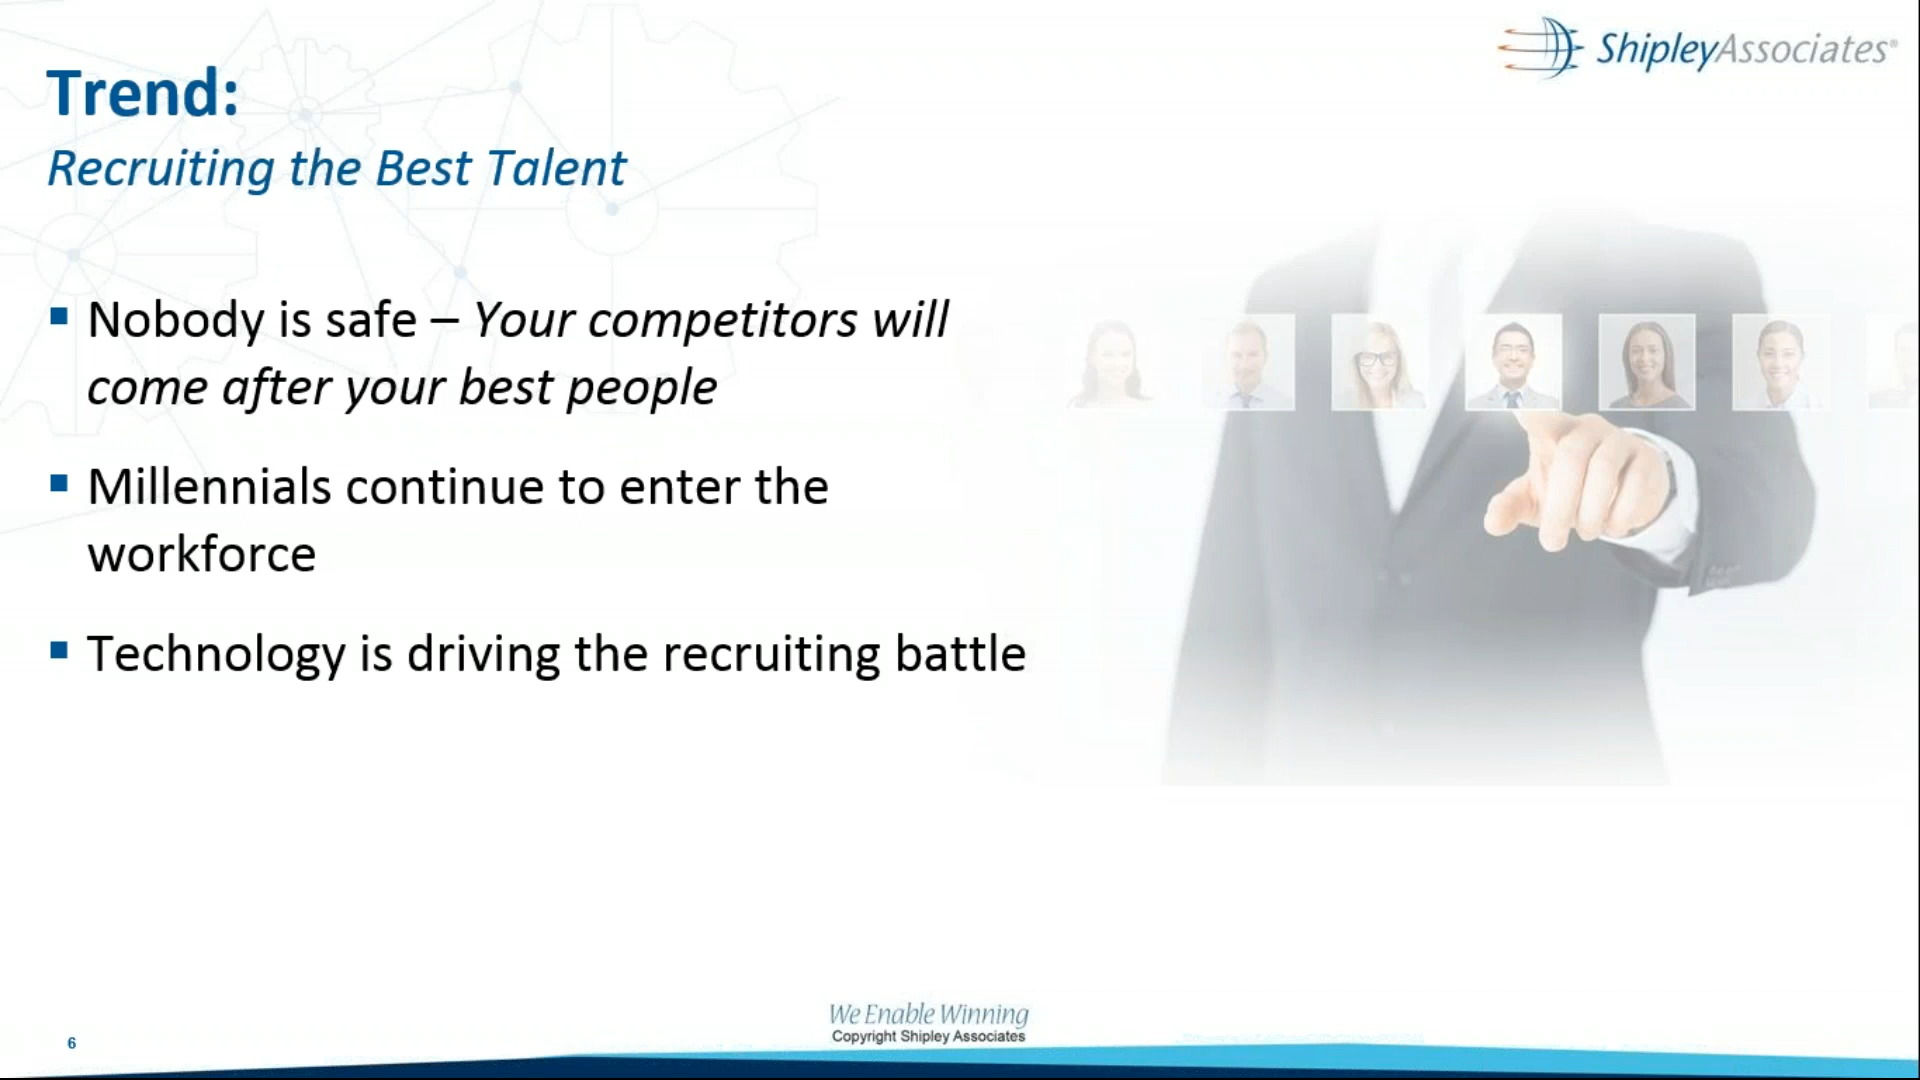 ShipleyAssociates®
Trend:
Recruiting the Best Talent
▪ Nobody is safe – Your competitors will
come after your best people
▪ Millennials continue to enter the
workforce
▪ Technology is driving the recruiting battle
We Enable Winning
Copyright Shipley Associates
6